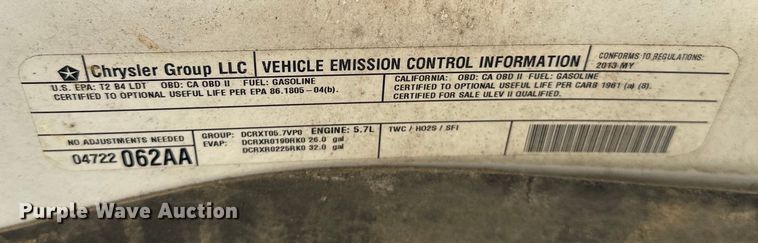 Chrysler Group LLC
VEHICLE EMISSION CONTROL INFORMATION
CONFORMS TO REGULATIONS:
2013 MY
U.S. EPA: T2 B4 LDT OBD: CA OBD II FUEL: GASOLINE
CERTIFIED TO OPTIONAL USEFUL LIFE PER EPA 86.1805-04(b).
CALIFORNIA: OBD: CA OBD II FUEL: GASOLINE
CERTIFIED TO OPTIONAL USEFUL LIFE PER CARB 1961 (a) (8).
CERTIFIED FOR SALE ULEV II QUALIFIED.
NO ADJUSTMENTS NEEDED
04722 062AA
GROUP: DCRXT05.7VP0 ENGINE: 5.7L
EVAP: DCRXR0190RK0 26.0 gal
DCRXR0225RK0 32.0 gal
TWC / HO2S / SFI
Purple Wave Auction
Purple Wave Auction